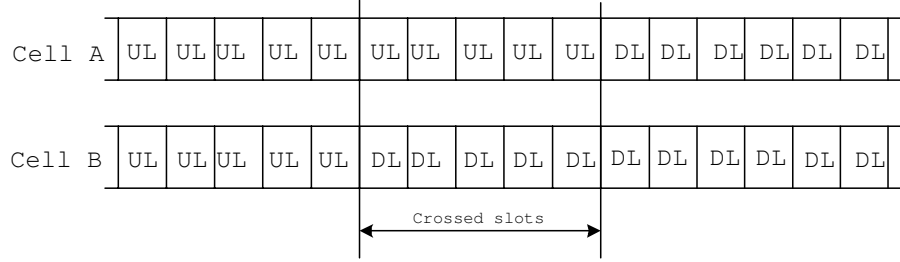 Cell A UL UL UL UL UL UL UL UL UL UL DL DL DL DL DL DL
Cell B UL UL UL UL UL DL DL DL DL DL DL DL DL DL DL DL
Crossed slots